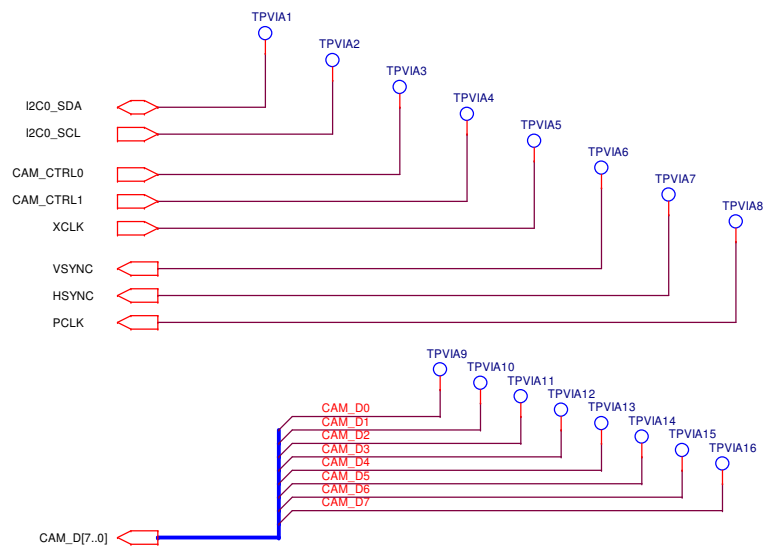 TPVIA1
TPVIA2
TPVIA3
TPVIA4
TPVIA5
TPVIA6
TPVIA7
TPVIA8
I2C0_SDA
I2C0_SCL
CAM_CTRL0
CAM_CTRL1
XCLK
VSYNC
HSYNC
PCLK
TPVIA9
TPVIA10
TPVIA11
TPVIA12
TPVIA13
TPVIA14
TPVIA15
TPVIA16
CAM_D0
CAM_D1
CAM_D2
CAM_D3
CAM_D4
CAM_D5
CAM_D6
CAM_D7
CAM_D[7..0]